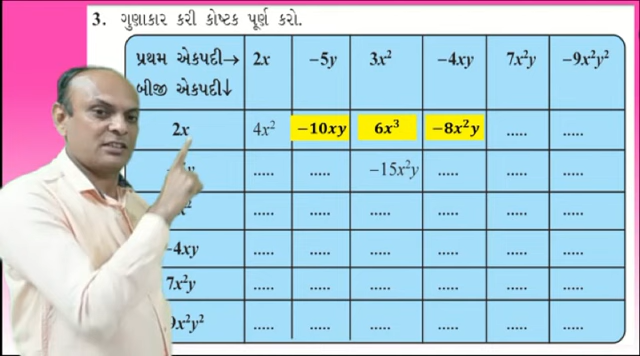 3. ગુણાકાર કરી કોષ્ટક પૂર્ણ કરો.
પ્રથમ એકપદી→ 2x −5y 3x² −4xy 7x²y −9x²y²
બીજી એકપદી↓
2x 4x² −10xy 6x³ −8x²y ..... .....
..... ..... −15x²y ..... ..... .....
..... ..... ..... ..... ..... .....
−4xy ..... ..... ..... ..... ..... .....
7x²y ..... ..... ..... ..... ..... .....
9x²y² ..... ..... ..... ..... ..... .....